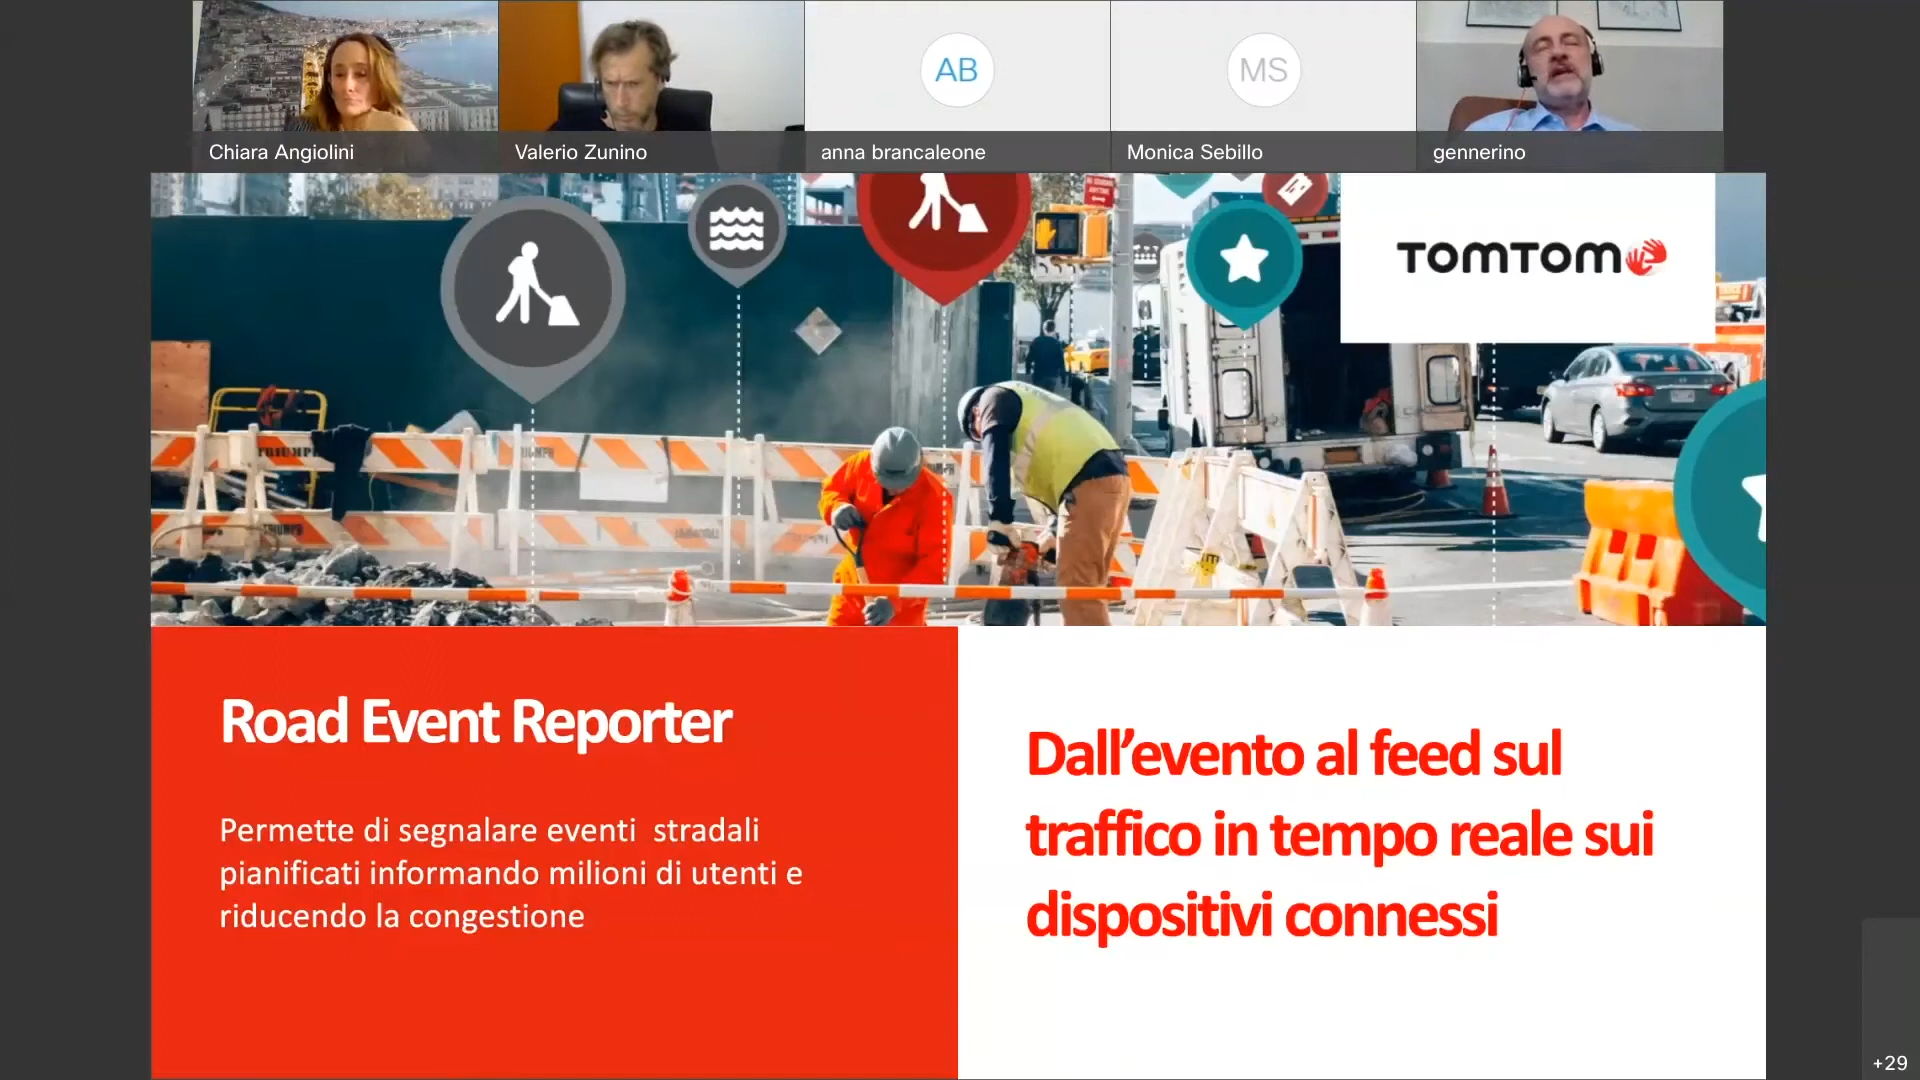 AB
MS
Chiara Angiolini
Valerio Zunino
anna brancaleone
Monica Sebillo
gennerino
TOMTOM
TRIUMPH
TRIUMPH
Road Event Reporter
Permette di segnalare eventi stradali
pianificati informando milioni di utenti e
riducendo la congestione
Dall’evento al feed sul
traffico in tempo reale sui
dispositivi connessi
+29